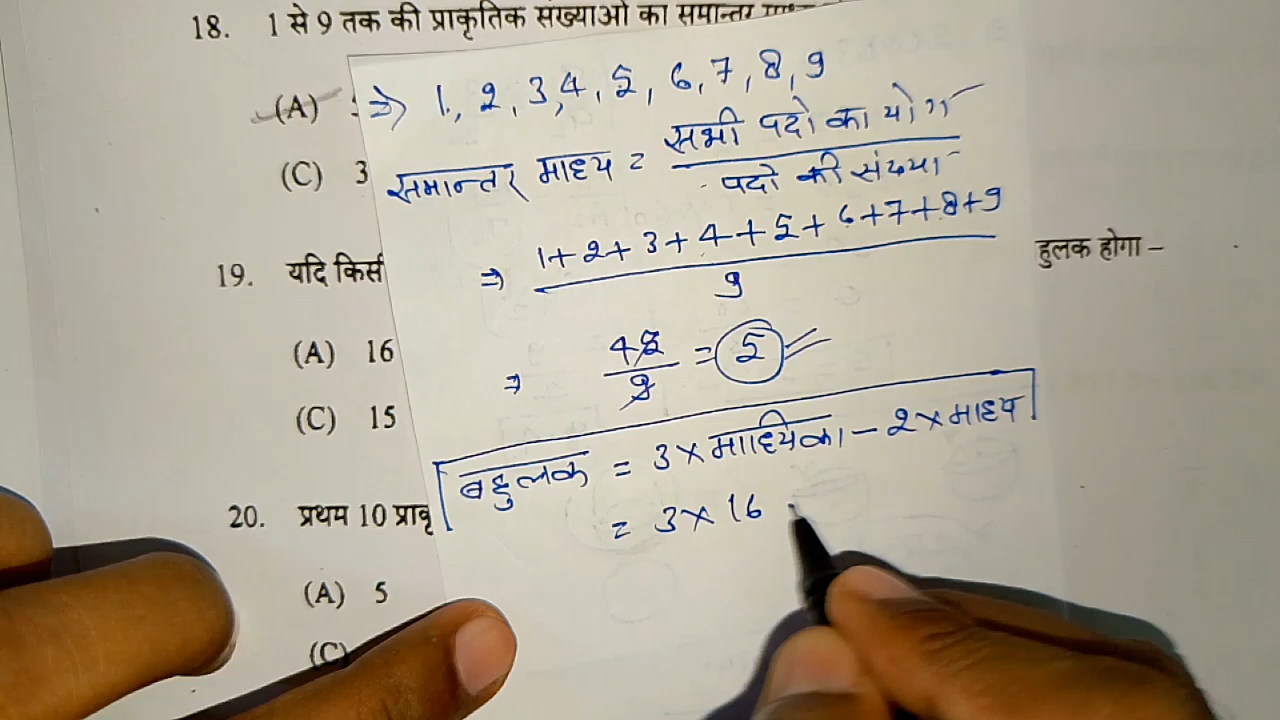 18. 1 से 9 तक की प्राकृतिक संख्याओं का समान्तर
(A) ⇒ 1, 2, 3, 4, 5, 6, 7, 8, 9
समान्तर माध्य = सभी पदो का योग / पदो की संख्या
(C) 3
⇒ 1+2+3+4+5+6+7+8+9 / 9
19. यदि किसी हुलक होगा –
(A) 16
⇒ 45 / 9 = 5
(C) 15
बहुलक = 3 × माध्यिका − 2 × माध्य
= 3 × 16
20. प्रथम 10 प्राकृ
(A) 5
(C)